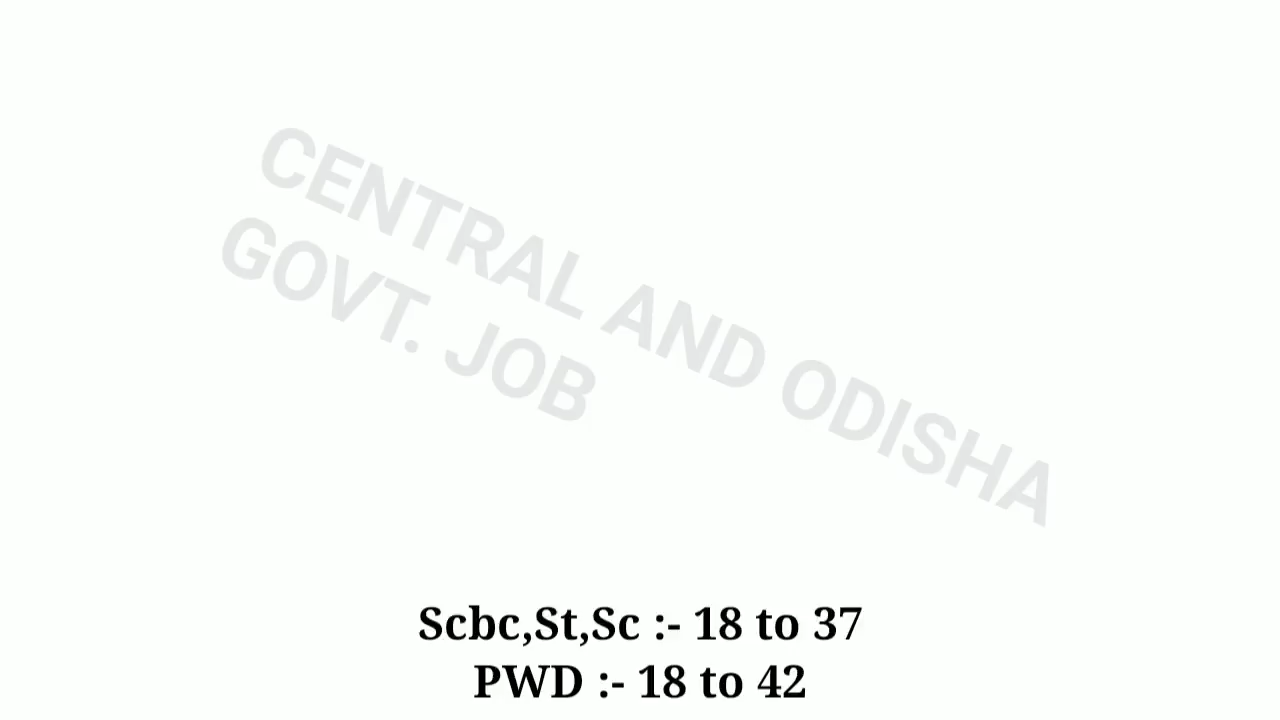 CENTRAL AND ODISHA
GOVT. JOB
Scbc,St,Sc :- 18 to 37
PWD :- 18 to 42